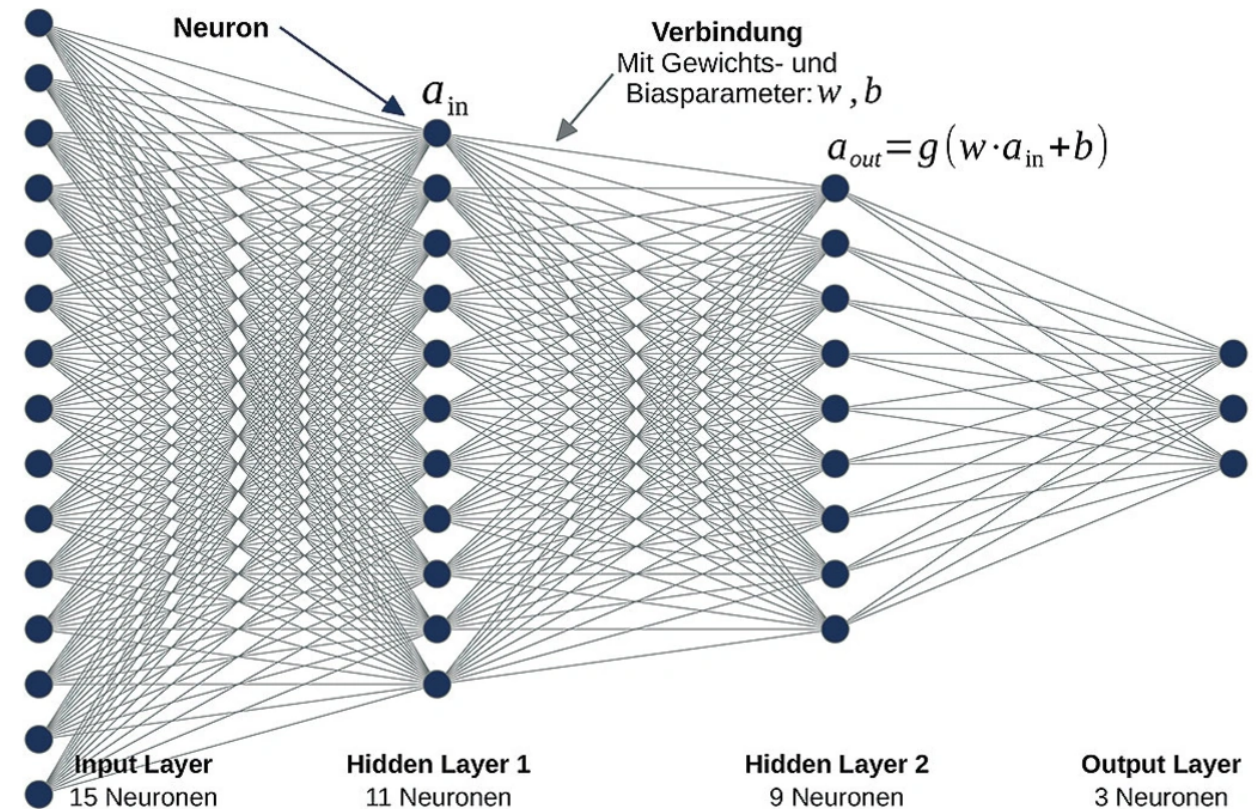 Neuron
a_in
Verbindung
Mit Gewichts- und
Biasparameter: w , b
a_out=g(w·a_in+b)
Input Layer
15 Neuronen
Hidden Layer 1
11 Neuronen
Hidden Layer 2
9 Neuronen
Output Layer
3 Neuronen